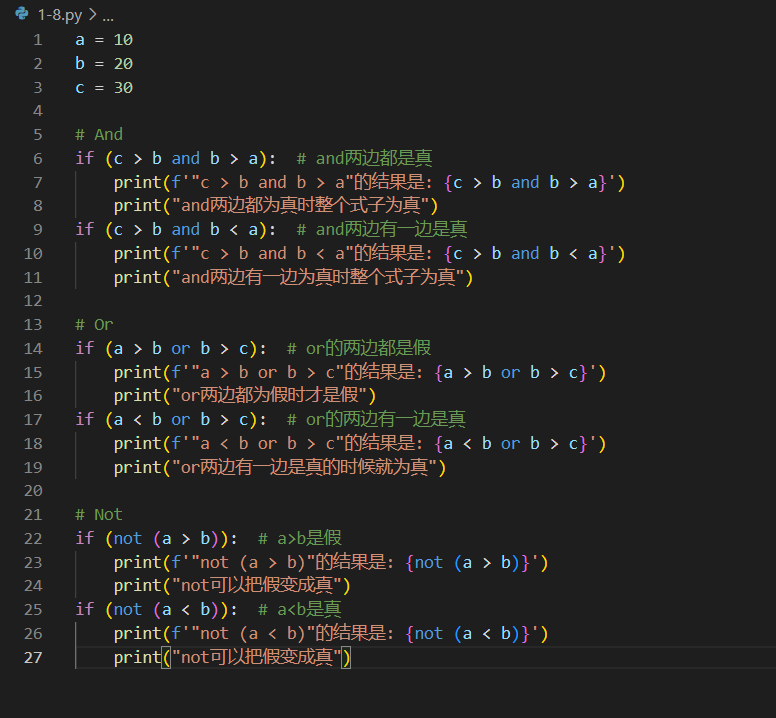 1-8.py > ...
1 a = 10
2 b = 20
3 c = 30
4
5 # And
6 if (c > b and b > a):  # and两边都是真
7     print(f'"c > b and b > a"的结果是: {c > b and b > a}')
8     print("and两边都为真时整个式子为真")
9 if (c > b and b < a):  # and两边有一边是真
10     print(f'"c > b and b < a"的结果是: {c > b and b < a}')
11     print("and两边有一边为真时整个式子为真")
12
13 # Or
14 if (a > b or b > c):  # or的两边都是假
15     print(f'"a > b or b > c"的结果是: {a > b or b > c}')
16     print("or两边都为假时才是假")
17 if (a < b or b > c):  # or的两边有一边是真
18     print(f'"a < b or b > c"的结果是: {a < b or b > c}')
19     print("or两边有一边是真的时候就为真")
20
21 # Not
22 if (not (a > b)):  # a>b是假
23     print(f'"not (a > b)"的结果是: {not (a > b)}')
24     print("not可以把假变成真")
25 if (not (a < b)):  # a<b是真
26     print(f'"not (a < b)"的结果是: {not (a < b)}')
27     print("not可以把假变成真")